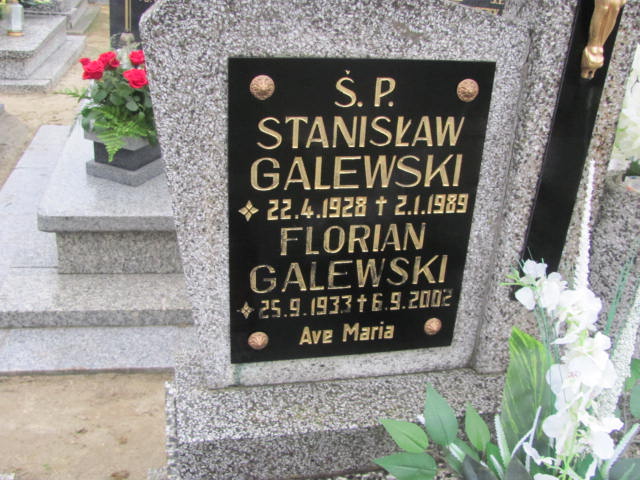 Ś. P.
STANISŁAW
GALEWSKI
22.4.1928 † 2.1.1989
FLORIAN
GALEWSKI
25.9.1933 † 6.9.2002
Ave Maria